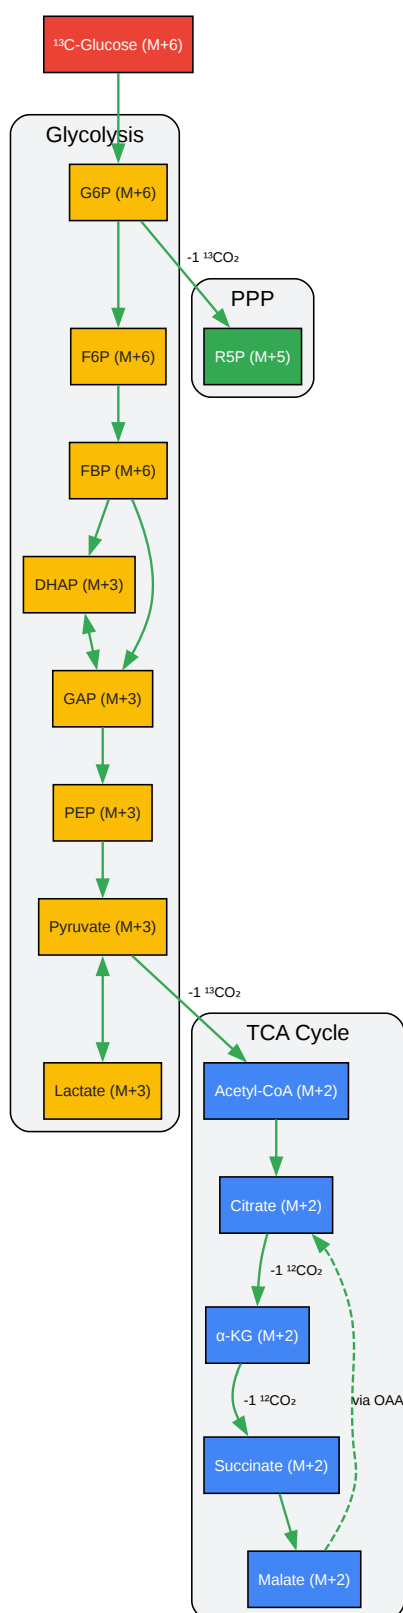 ¹³C-Glucose (M+6)
Glycolysis
G6P (M+6)
-1 ¹³CO₂
PPP
F6P (M+6)
R5P (M+5)
FBP (M+6)
DHAP (M+3)
GAP (M+3)
PEP (M+3)
Pyruvate (M+3)
-1 ¹³CO₂
TCA Cycle
Lactate (M+3)
Acetyl-CoA (M+2)
Citrate (M+2)
-1 ¹²CO₂
α-KG (M+2)
-1 ¹²CO₂
via OAA
Succinate (M+2)
Malate (M+2)